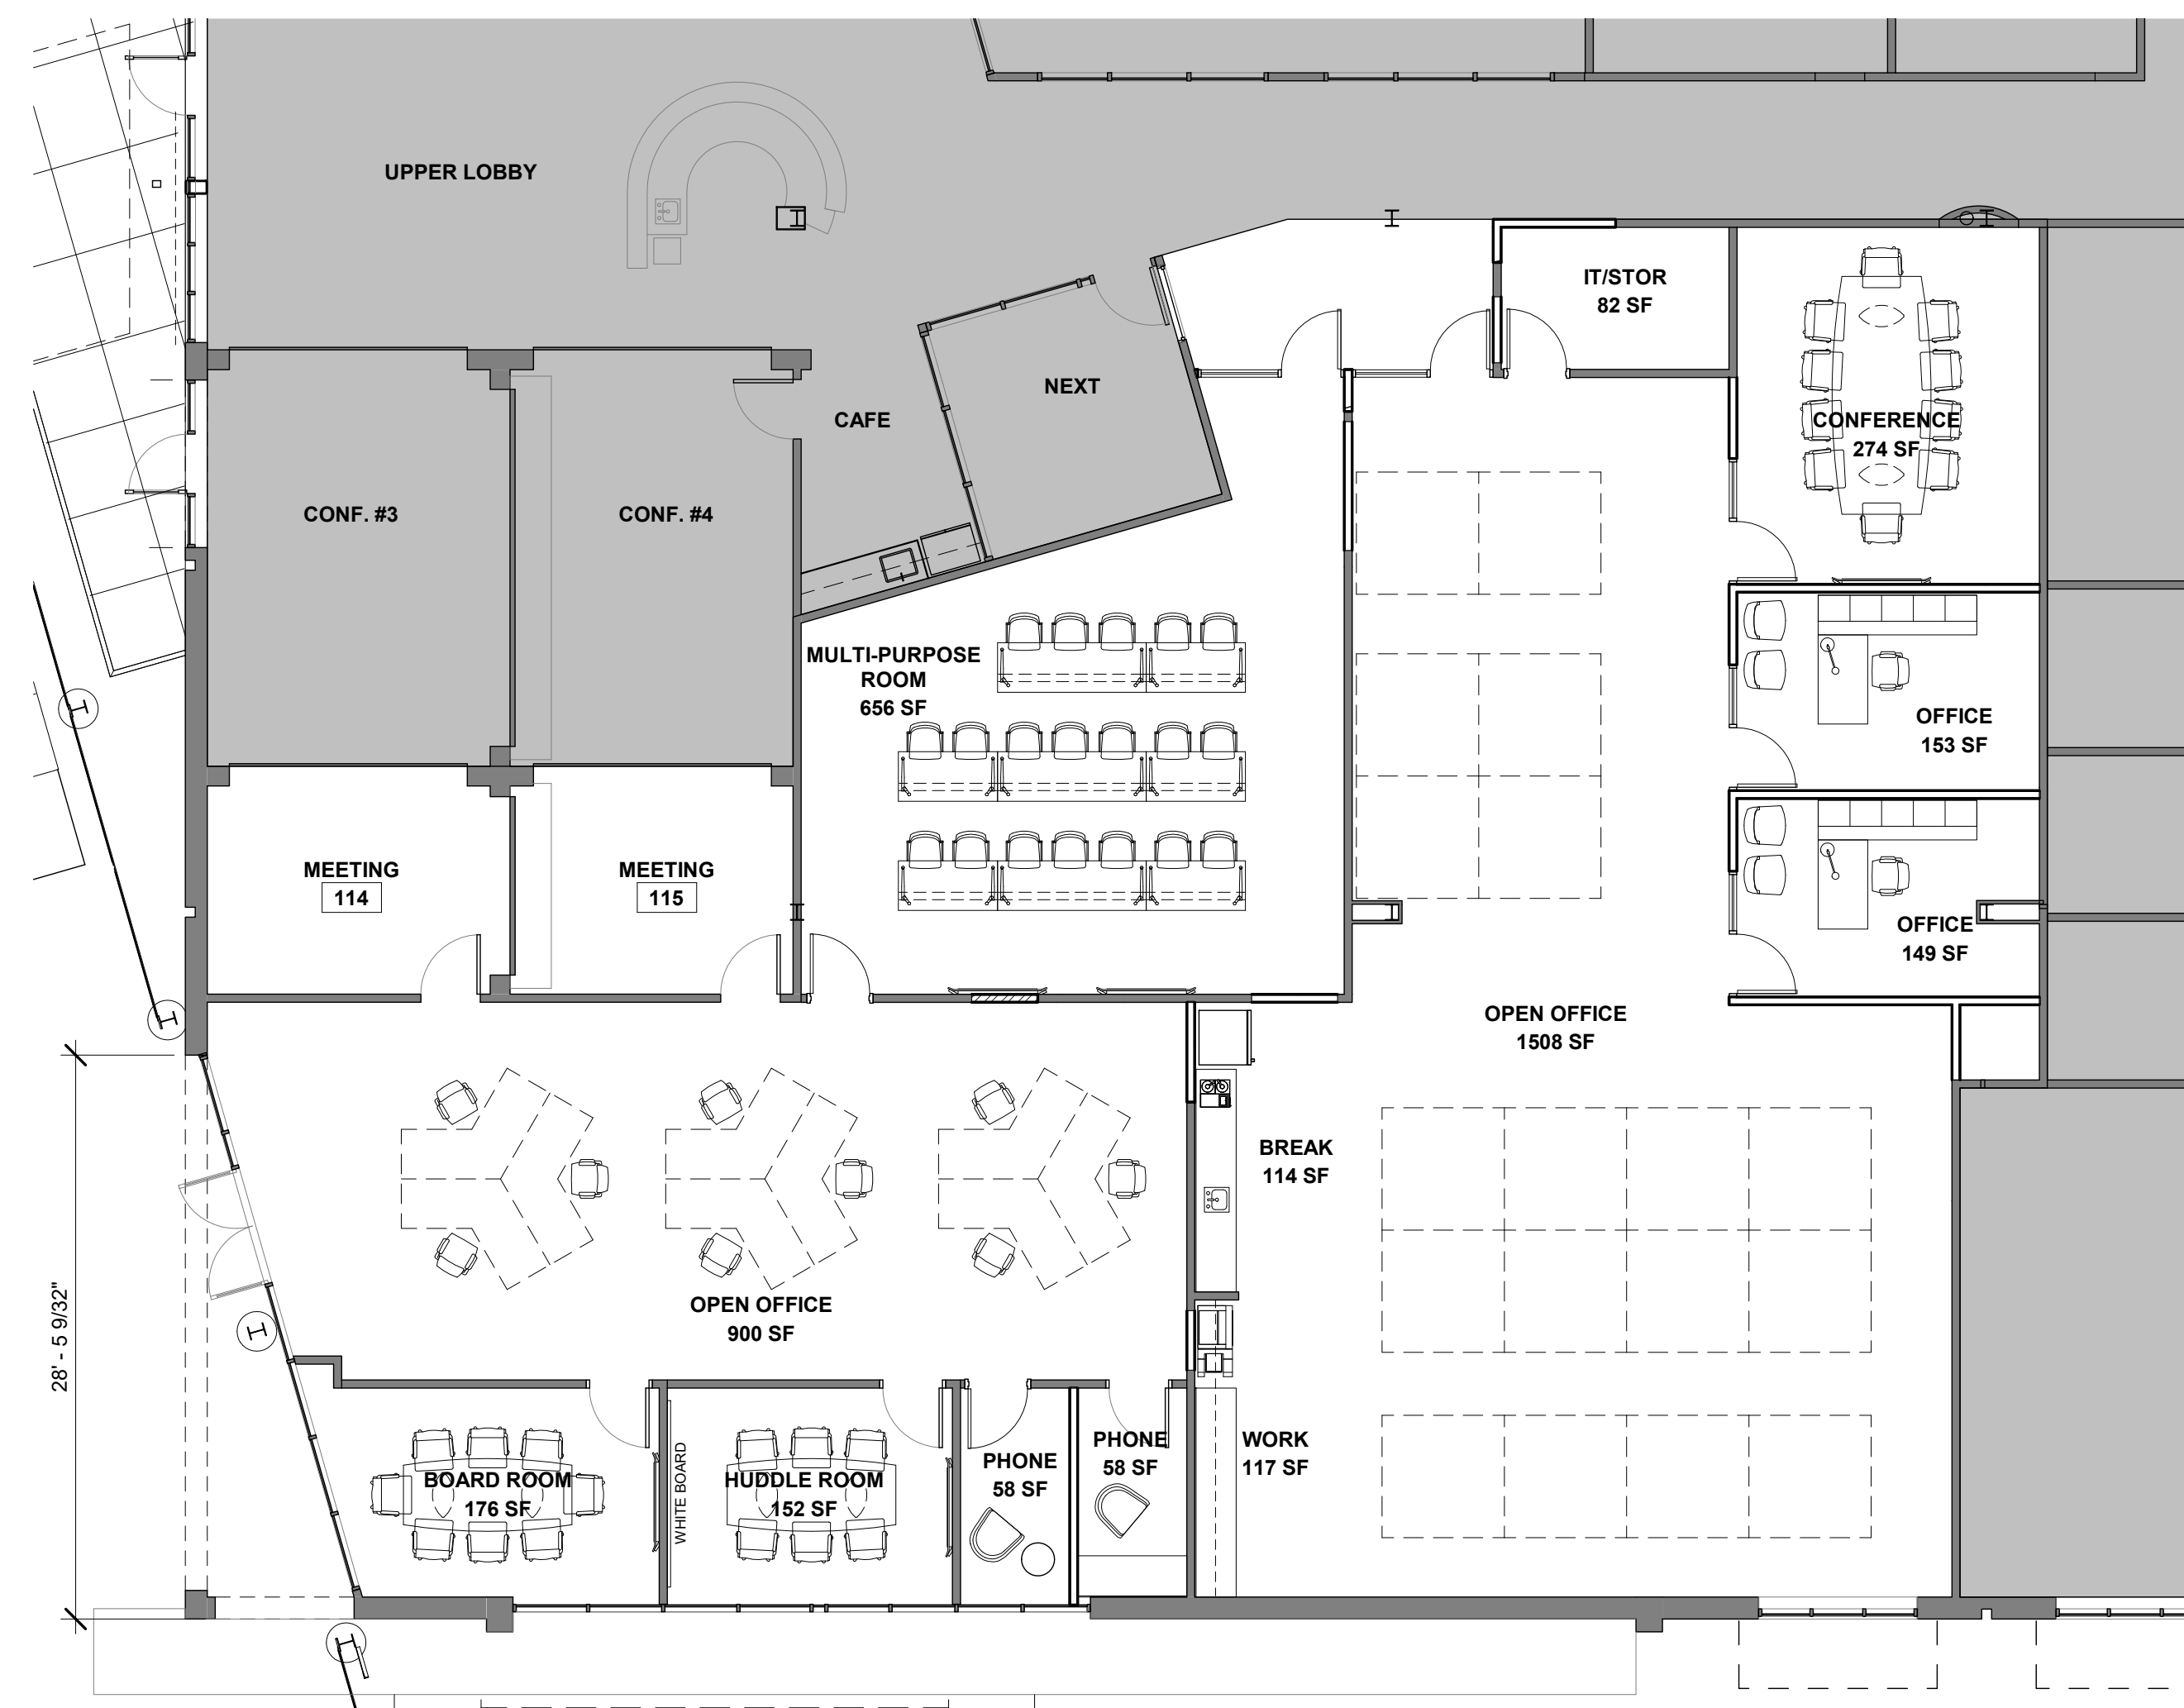 UPPER LOBBY
IT/STOR
82 SF
NEXT
CAFE
CONFERENCE
274 SF
CONF. #3
CONF. #4
MULTI-PURPOSE
ROOM
656 SF
OFFICE
153 SF
MEETING
114
MEETING
115
OFFICE
149 SF
OPEN OFFICE
1508 SF
BREAK
114 SF
OPEN OFFICE
900 SF
28' - 5 9/32"
BOARD ROOM
176 SF
WHITE BOARD
HUDDLE ROOM
152 SF
PHONE
58 SF
PHONE
58 SF
WORK
117 SF